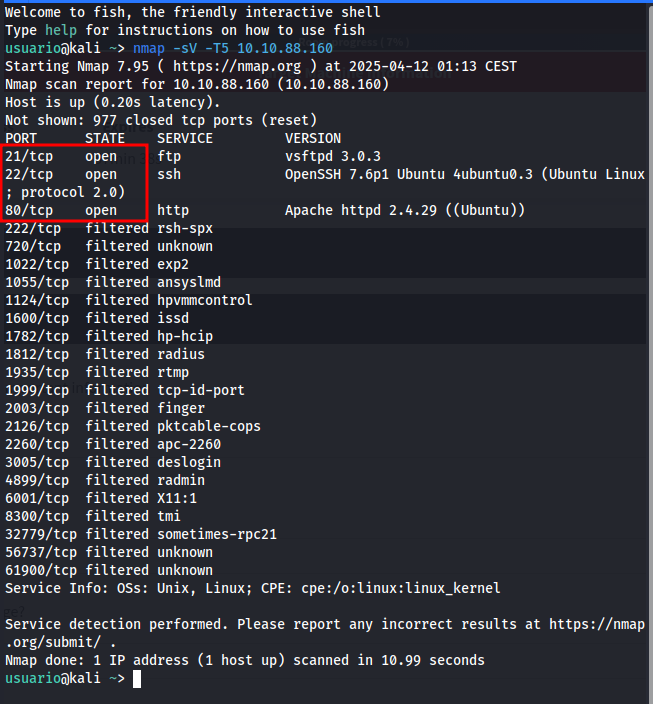 Welcome to fish, the friendly interactive shell
Type help for instructions on how to use fish
usuario@kali ~> nmap -sV -T5 10.10.88.160
Starting Nmap 7.95 ( https://nmap.org ) at 2025-04-12 01:13 CEST
Nmap scan report for 10.10.88.160 (10.10.88.160)
Host is up (0.20s latency).
Not shown: 977 closed tcp ports (reset)
PORT      STATE    SERVICE         VERSION
21/tcp    open     ftp             vsftpd 3.0.3
22/tcp    open     ssh             OpenSSH 7.6p1 Ubuntu 4ubuntu0.3 (Ubuntu Linux
; protocol 2.0)
80/tcp    open     http            Apache httpd 2.4.29 ((Ubuntu))
222/tcp   filtered rsh-spx
720/tcp   filtered unknown
1022/tcp  filtered exp2
1055/tcp  filtered ansyslmd
1124/tcp  filtered hpvmmcontrol
1600/tcp  filtered issd
1782/tcp  filtered hp-hcip
1812/tcp  filtered radius
1935/tcp  filtered rtmp
1999/tcp  filtered tcp-id-port
2003/tcp  filtered finger
2126/tcp  filtered pktcable-cops
2260/tcp  filtered apc-2260
3005/tcp  filtered deslogin
4899/tcp  filtered radmin
6001/tcp  filtered X11:1
8300/tcp  filtered tmi
32779/tcp filtered sometimes-rpc21
56737/tcp filtered unknown
61900/tcp filtered unknown
Service Info: OSs: Unix, Linux; CPE: cpe:/o:linux:linux_kernel
Service detection performed. Please report any incorrect results at https://nmap
.org/submit/ .
Nmap done: 1 IP address (1 host up) scanned in 10.99 seconds
usuario@kali ~>